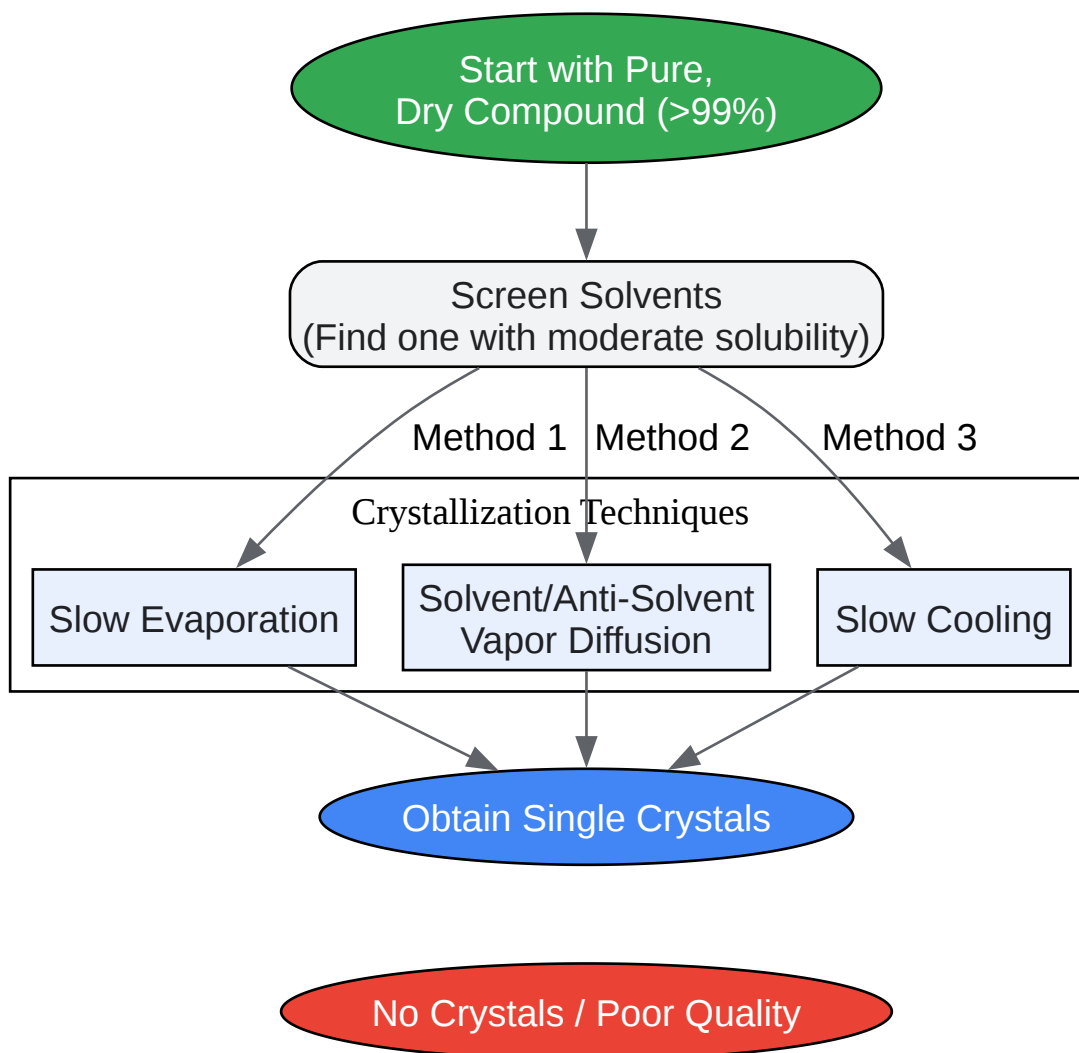 Start with Pure,
Dry Compound (>99%)
Screen Solvents
(Find one with moderate solubility)
Method 1
Method 2
Method 3
Crystallization Techniques
Slow Evaporation
Solvent/Anti-Solvent
Vapor Diffusion
Slow Cooling
Obtain Single Crystals
No Crystals / Poor Quality